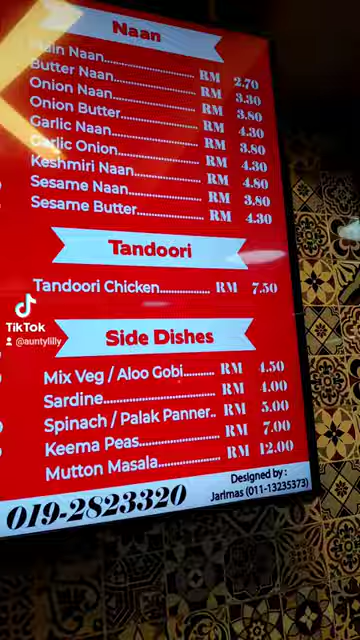 Naan
Plain Naan.................... RM 2.70
Butter Naan.................... RM 3.30
Onion Naan.................... RM 3.80
Onion Butter.................... RM 4.30
Garlic Naan.................... RM 3.80
Garlic Onion.................... RM 4.30
Keshmiri Naan.................... RM 4.80
Sesame Naan.................... RM 3.80
Sesame Butter.................... RM 4.30
Tandoori
Tandoori Chicken.................. RM 7.50
Side Dishes
Mix Veg / Aloo Gobi.......... RM 4.50
Sardine.................... RM 4.00
Spinach / Palak Panner.. RM 5.00
Keema Peas.................... RM 7.00
Mutton Masala.................... RM 12.00
019-2823320
Designed by :
Jarimas (011-13235373)
TikTok
@auntylilly